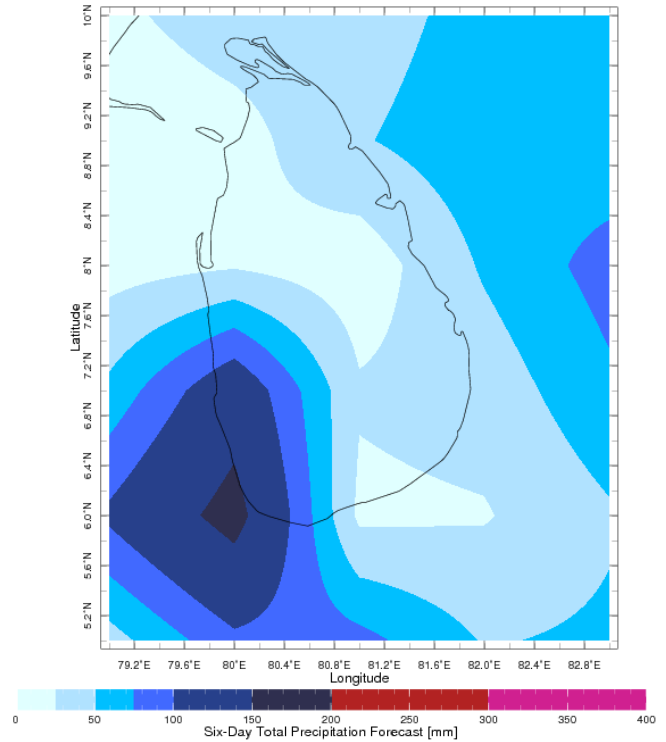 10°N
9.6°N
9.2°N
8.8°N
8.4°N
8°N
7.6°N
7.2°N
6.8°N
6.4°N
6.0°N
5.6°N
5.2°N
Latitude
79.2°E 79.6°E 80°E 80.4°E 80.8°E 81.2°E 81.6°E 82.0°E 82.4°E 82.8°E
Longitude
0 50 100 150 200 250 300 350 400
Six-Day Total Precipitation Forecast [mm]